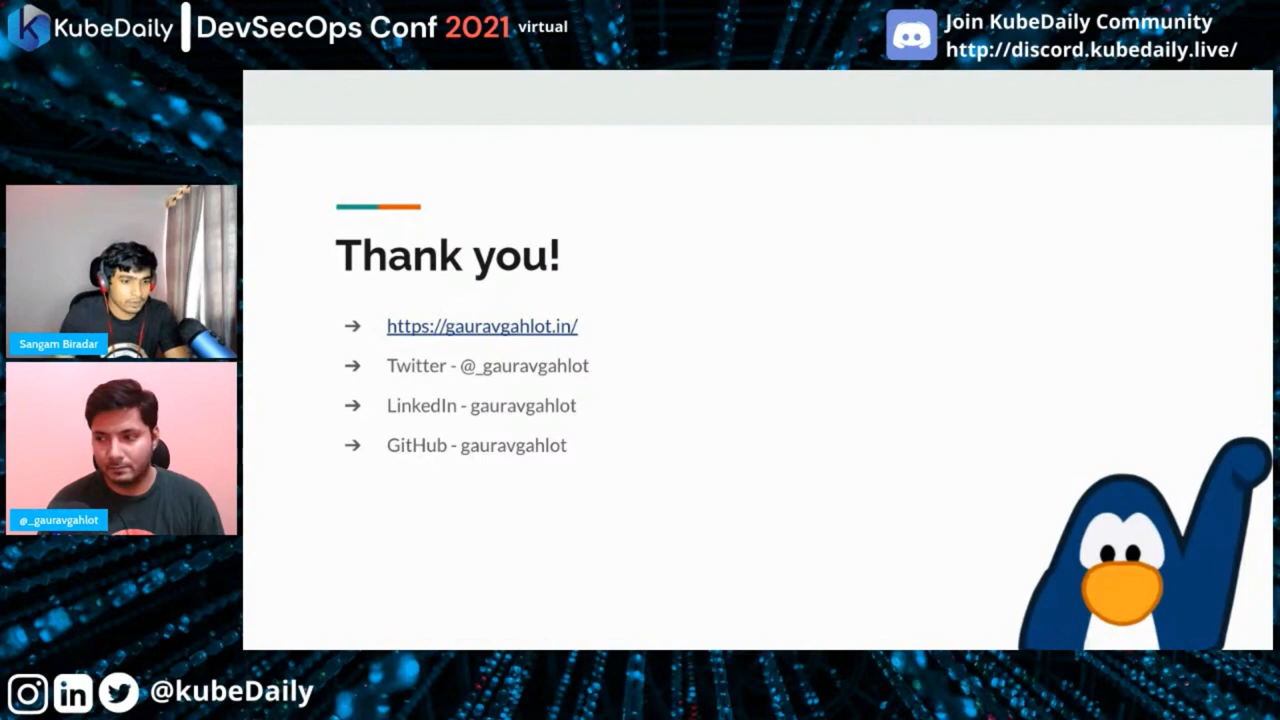 KubeDaily | DevSecOps Conf 2021 virtual
Join KubeDaily Community
http://discord.kubedaily.live/
Thank you!
➔ https://gauravgahlot.in/
➔ Twitter - @_gauravgahlot
➔ LinkedIn - gauravgahlot
➔ GitHub - gauravgahlot
Sangam Biradar
@_gauravgahlot
@kubeDaily